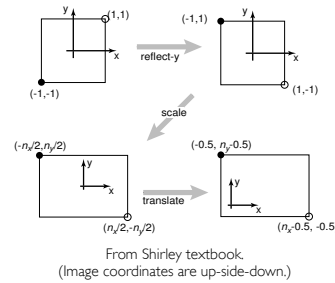 y
(1,1)
x
(-1,-1)
reflect-y
(-1,1)
y
x
(1,-1)
scale
(-nx/2,ny/2)
y
x
(nx/2,-ny/2)
translate
(-0.5, ny-0.5)
y
x
(nx-0.5, -0.5)
From Shirley textbook.
(Image coordinates are up-side-down.)